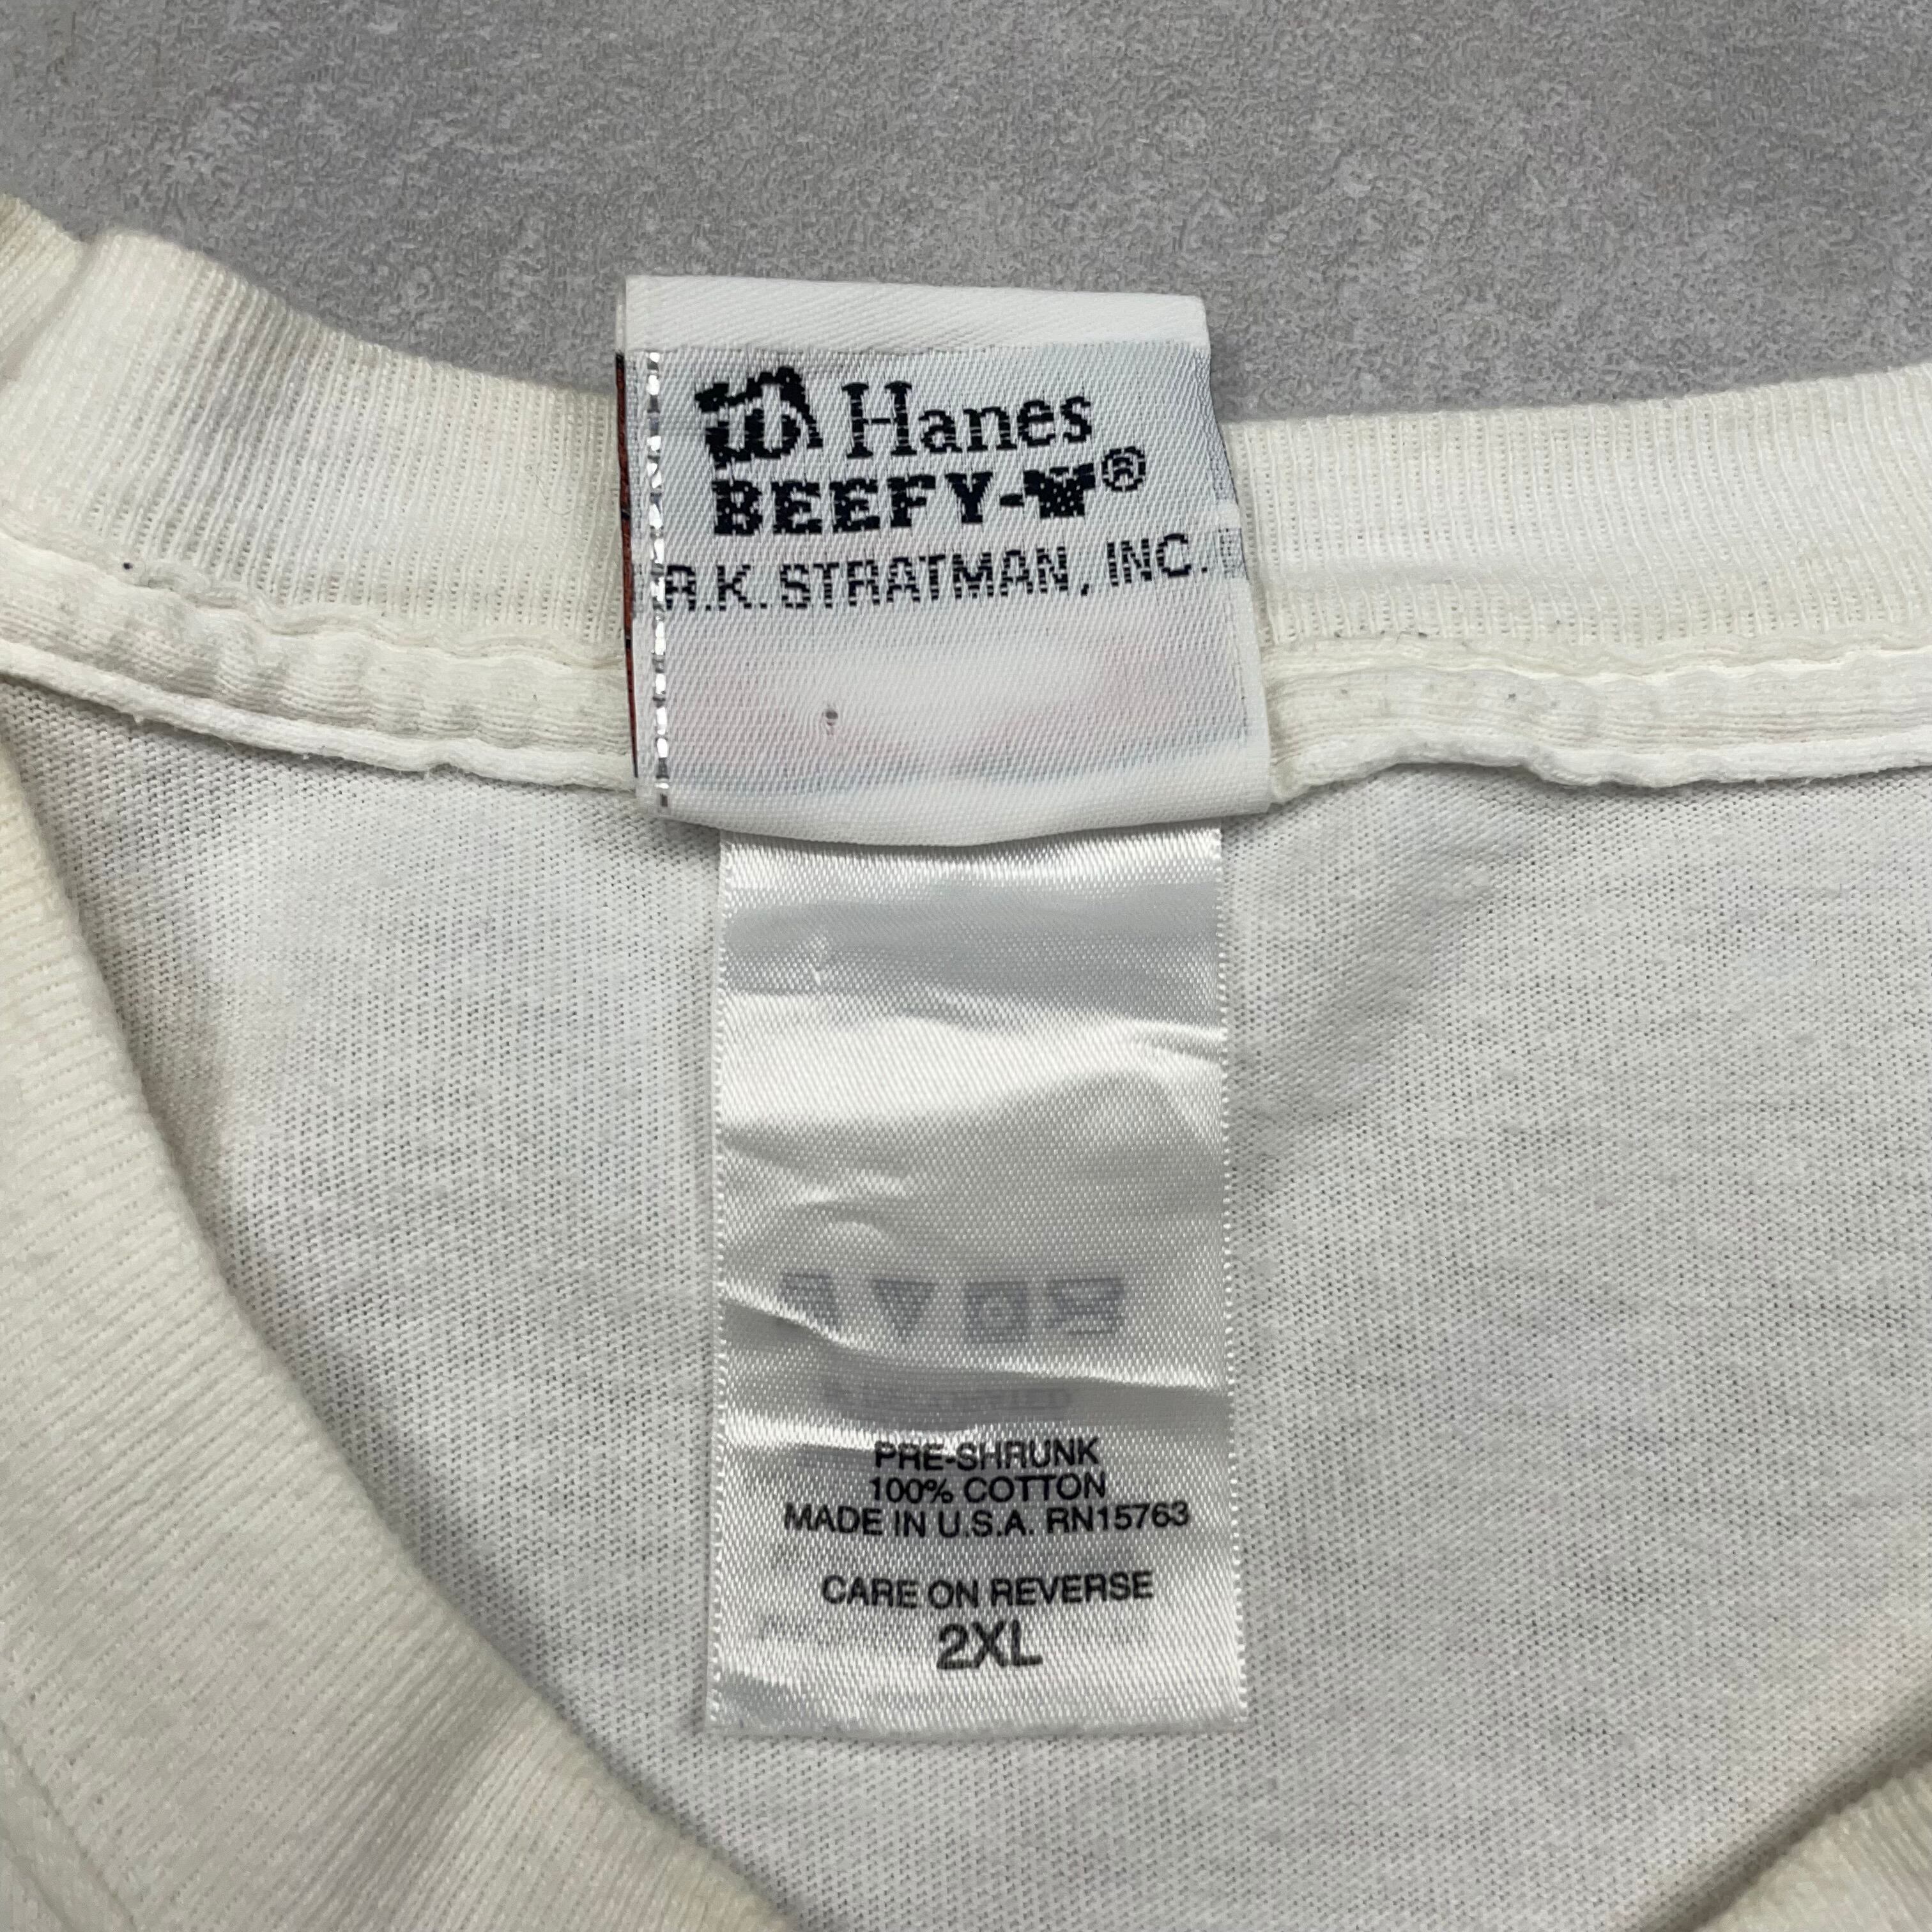 Hanes
BEEFY-®
R.K. STRATMAN, INC.
PRE-SHRUNK
100% COTTON
MADE IN U.S.A. RN15763
CARE ON REVERSE
2XL